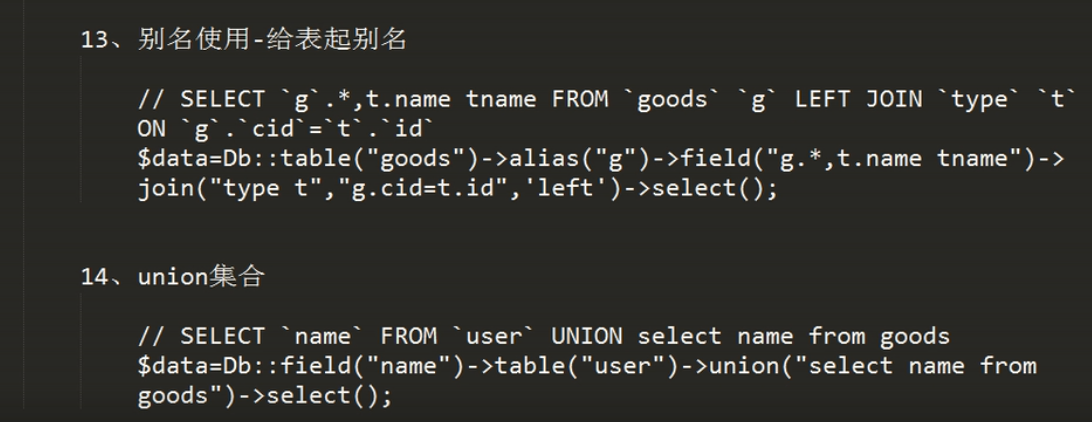 13、别名使用-给表起别名
// SELECT `g`.*,t.name tname FROM `goods` `g` LEFT JOIN `type` `t`
ON `g`.`cid`=`t`.`id`
$data=Db::table("goods")->alias("g")->field("g.*,t.name tname")->
join("type t","g.cid=t.id",'left')->select();
14、union集合
// SELECT `name` FROM `user` UNION select name from goods
$data=Db::field("name")->table("user")->union("select name from
goods")->select();